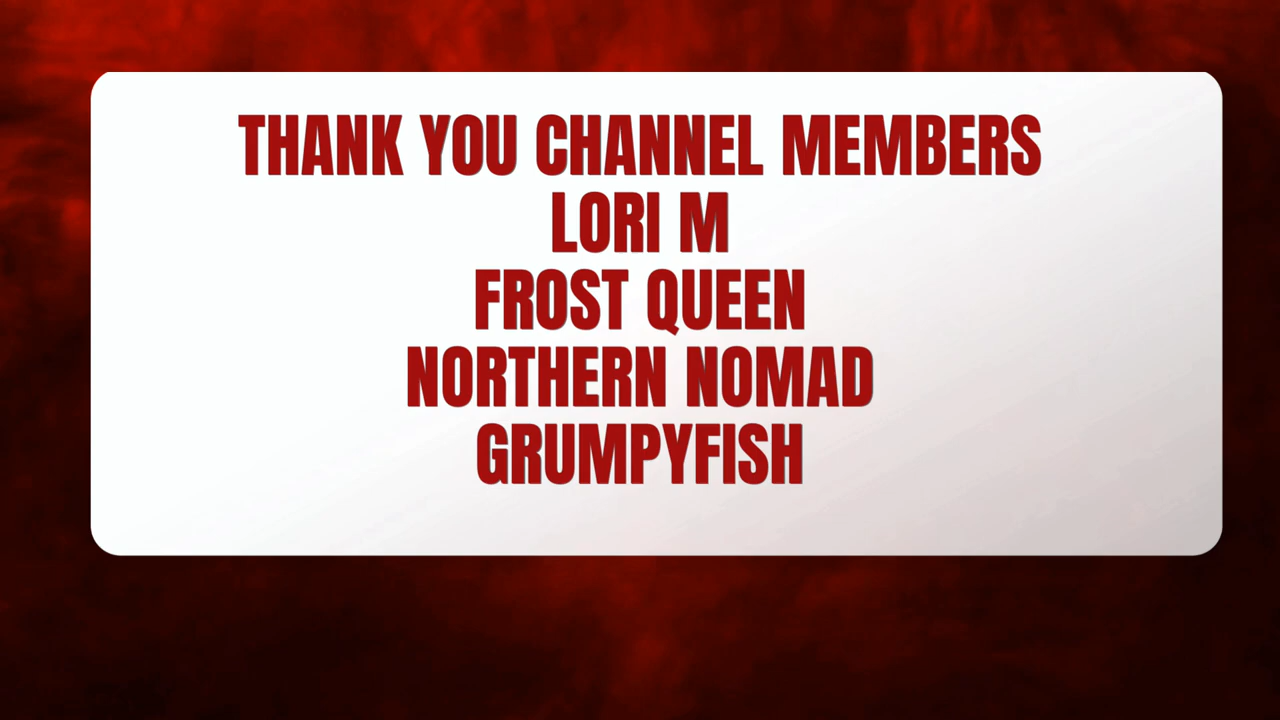 THANK YOU CHANNEL MEMBERS
LORI M
FROST QUEEN
NORTHERN NOMAD
GRUMPYFISH